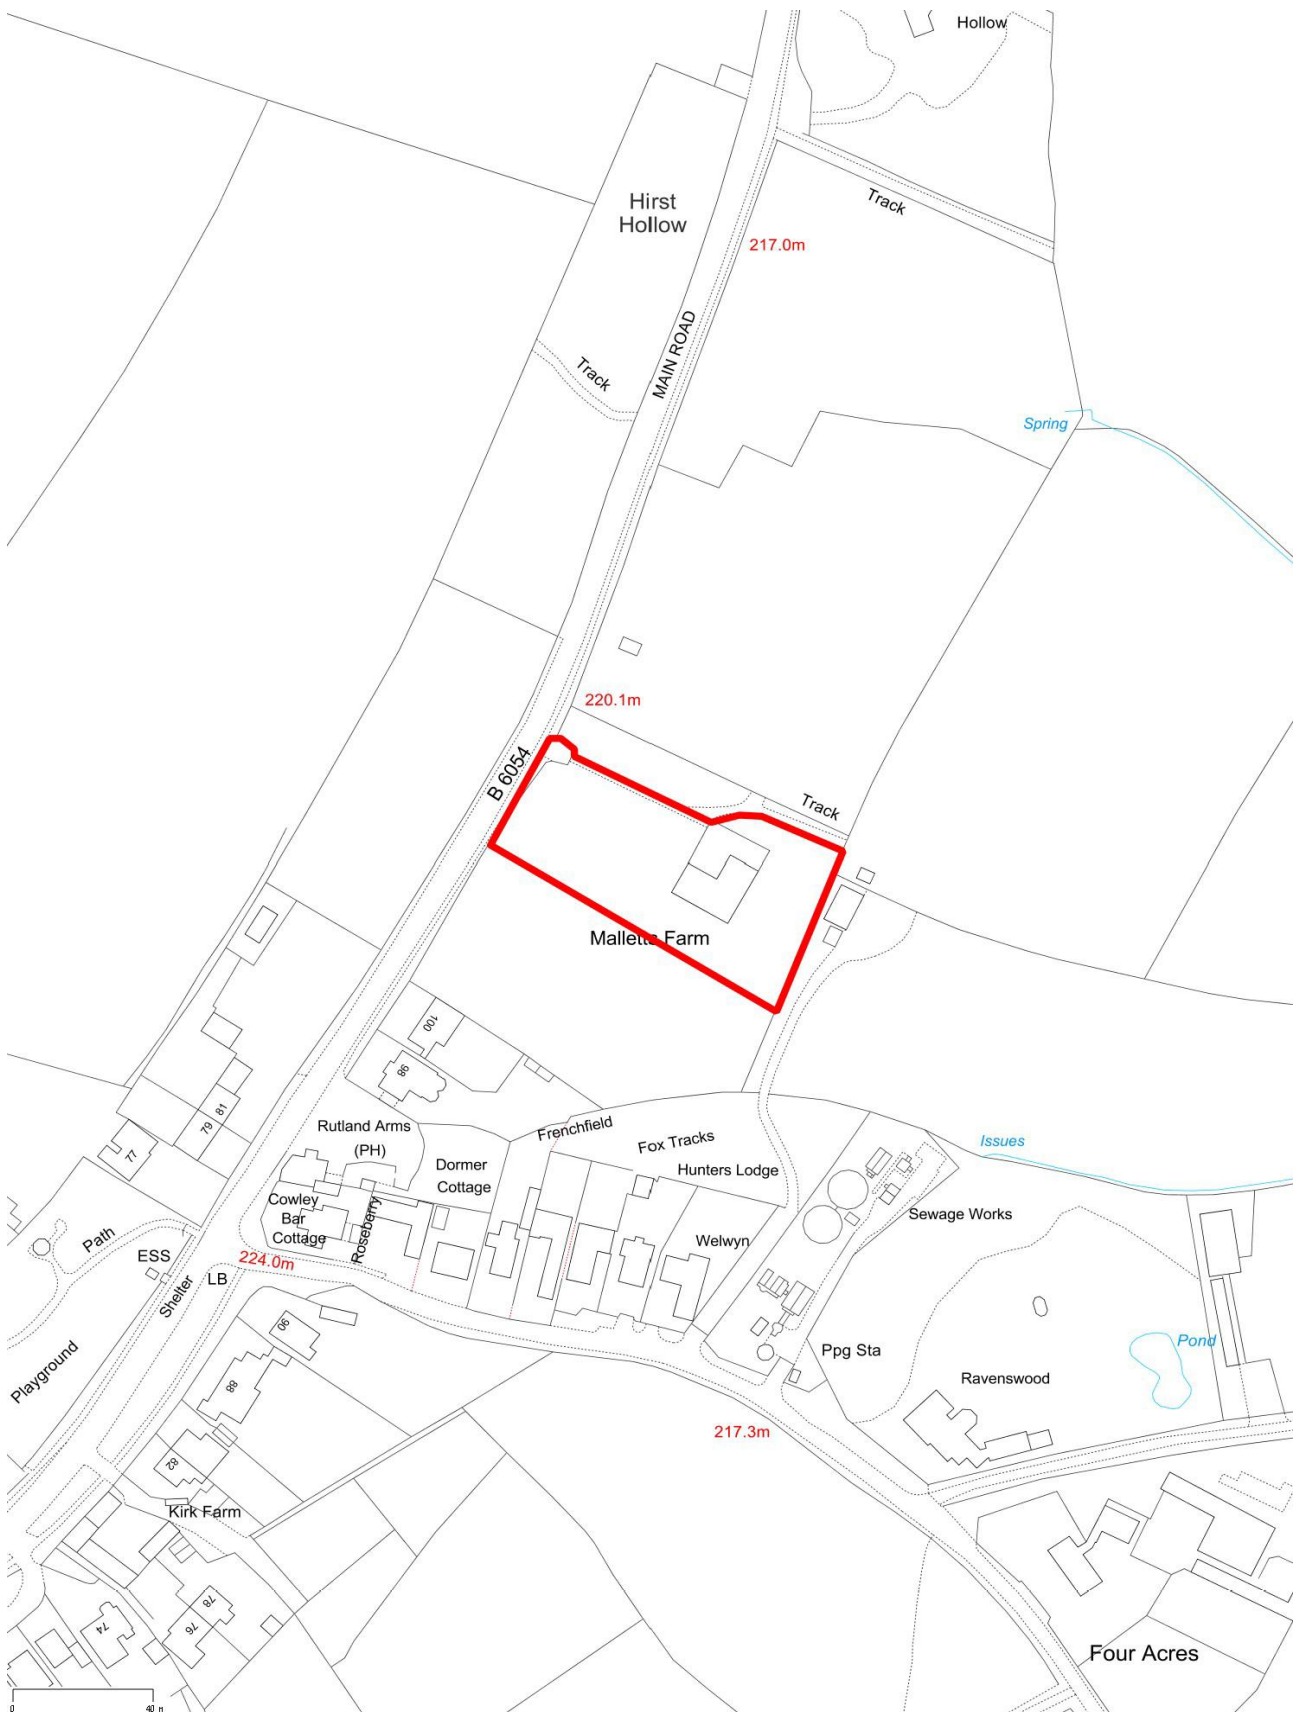 Hollow
Hirst
Hollow
Track
217.0m
MAIN ROAD
Track
Spring
220.1m
B 6054
Track
Malletts Farm
100
98
81
79
77
Rutland Arms
(PH)
Frenchfield
Fox Tracks
Issues
Dormer
Cottage
Hunters Lodge
Cowley
Bar
Cottage
Roseberry
Sewage Works
Path
Welwyn
ESS
224.0m
LB
Shelter
90
Pond
Ppg Sta
Playground
88
Ravenswood
217.3m
82
Kirk Farm
78
76
74
Four Acres
0
40 M